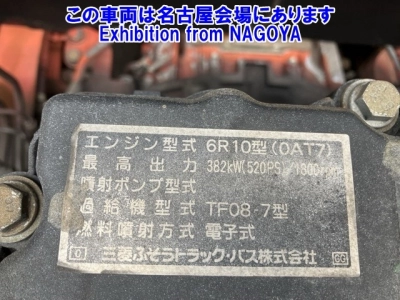 この車両は名古屋会場にあります
Exhibition from NAGOYA
エンジン型式 6R10型(0AT7)
最高出力 382kW(520PS)/1800
噴射ポンプ型式
過給機型式 TF08-7型
燃料噴射方式 電子式
三菱ふそうトラック・バス株式会社